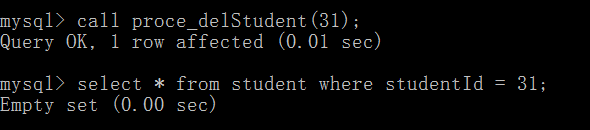 mysql> call proce_delStudent(31);
Query OK, 1 row affected (0.01 sec)
mysql> select * from student where studentId = 31;
Empty set (0.00 sec)